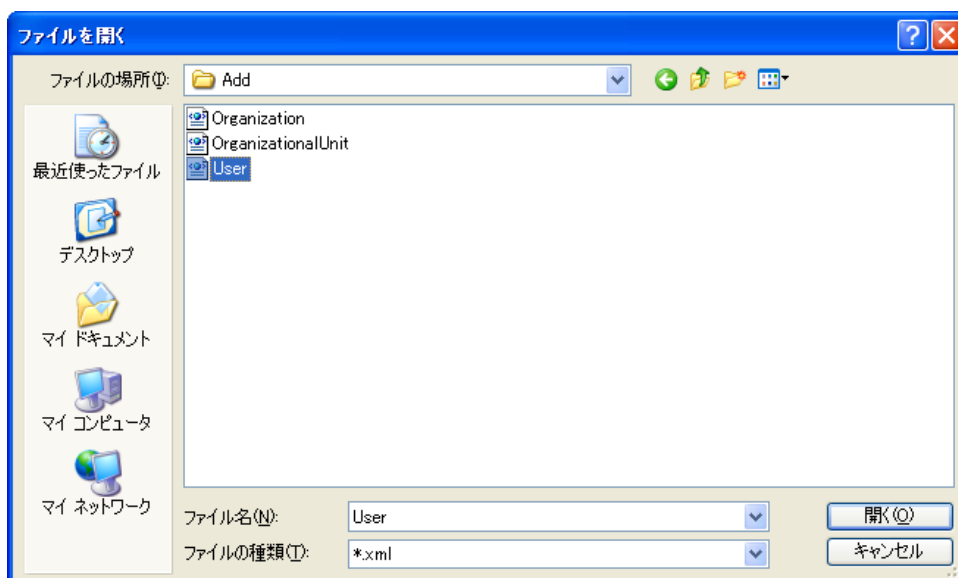 ファイルを開く
ファイルの場所(I):
Add
Organization
OrganizationalUnit
User
最近使ったファイル
デスクトップ
マイ ドキュメント
マイ コンピュータ
マイ ネットワーク
ファイル名(N):
User
開く(O)
ファイルの種類(T):
*.xml
キャンセル